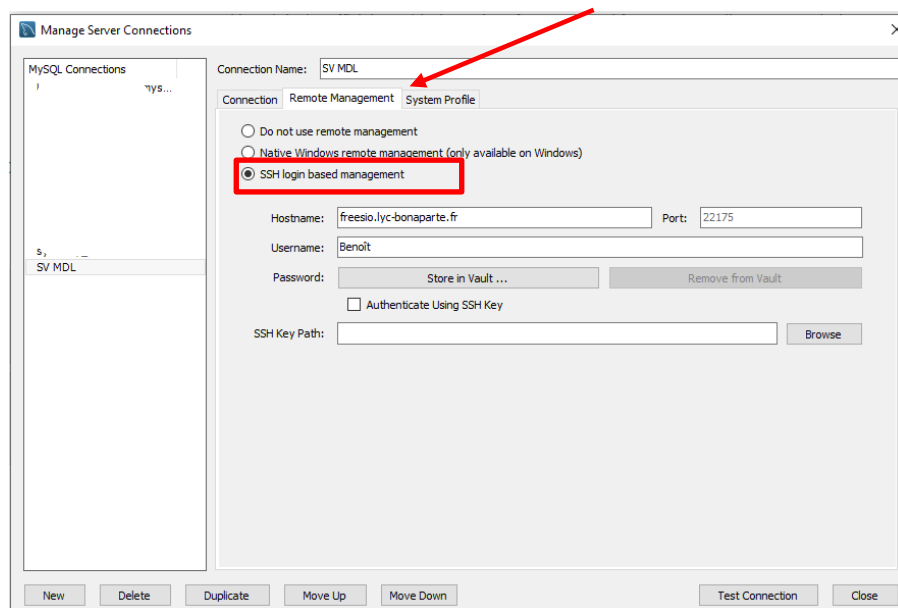 Manage Server Connections
MySQL Connections
Connection Name: SV MDL
Connection Remote Management System Profile
Do not use remote management
Native Windows remote management (only available on Windows)
SSH login based management
Hostname: freesio.lyc-bonaparte.fr Port: 22175
Username: Benoît
SV MDL
Password: Store in Vault ... Remove from Vault
Authenticate Using SSH Key
SSH Key Path: Browse
New Delete Duplicate Move Up Move Down Test Connection Close